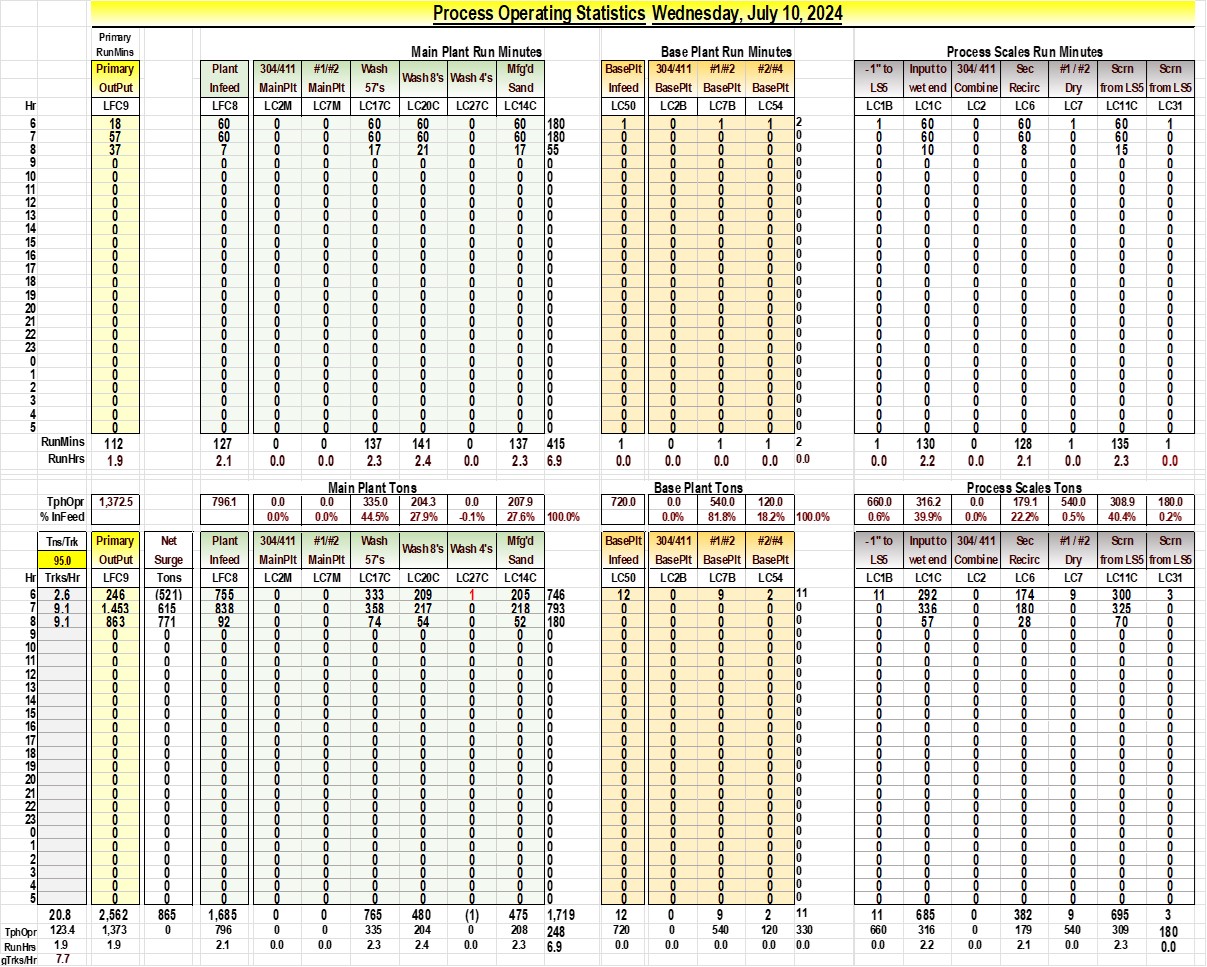 Process Operating Statistics Wednesday, July 10, 2024
Primary
RunMins Main Plant Run Minutes Base Plant Run Minutes Process Scales Run Minutes
Primary Plant 304/411 #1/#2 Wash Wash 8's Wash 4's Mfg'd BasePlt 304/411 #1/#2 #2/#4 -1" to Input to 304/ 411 Sec #1 / #2 Scrn Scrn
OutPut Infeed MainPlt MainPlt 57's Sand Infeed BasePlt BasePlt BasePlt LS5 wet end Combine Recirc Dry from LS5 from LS5
Hr LFC9 LFC8 LC2M LC7M LC17C LC20C LC27C LC14C LC50 LC2B LC7B LC54 LC1B LC1C LC2 LC6 LC7 LC11C LC31
6 18 60 0 0 60 60 0 60 180 1 0 1 1 2 1 60 0 60 1 60 1
7 57 60 0 0 60 60 0 60 180 0 0 0 0 0 0 60 0 60 0 60 0
8 37 7 0 0 17 21 0 17 55 0 0 0 0 0 0 10 0 8 0 15 0
9 0 0 0 0 0 0 0 0 0 0 0 0 0 0 0 0 0 0 0 0 0
10 0 0 0 0 0 0 0 0 0 0 0 0 0 0 0 0 0 0 0 0 0
11 0 0 0 0 0 0 0 0 0 0 0 0 0 0 0 0 0 0 0 0 0
12 0 0 0 0 0 0 0 0 0 0 0 0 0 0 0 0 0 0 0 0 0
13 0 0 0 0 0 0 0 0 0 0 0 0 0 0 0 0 0 0 0 0 0
14 0 0 0 0 0 0 0 0 0 0 0 0 0 0 0 0 0 0 0 0 0
15 0 0 0 0 0 0 0 0 0 0 0 0 0 0 0 0 0 0 0 0 0
16 0 0 0 0 0 0 0 0 0 0 0 0 0 0 0 0 0 0 0 0 0
17 0 0 0 0 0 0 0 0 0 0 0 0 0 0 0 0 0 0 0 0 0
18 0 0 0 0 0 0 0 0 0 0 0 0 0 0 0 0 0 0 0 0 0
19 0 0 0 0 0 0 0 0 0 0 0 0 0 0 0 0 0 0 0 0 0
20 0 0 0 0 0 0 0 0 0 0 0 0 0 0 0 0 0 0 0 0 0
21 0 0 0 0 0 0 0 0 0 0 0 0 0 0 0 0 0 0 0 0 0
22 0 0 0 0 0 0 0 0 0 0 0 0 0 0 0 0 0 0 0 0 0
23 0 0 0 0 0 0 0 0 0 0 0 0 0 0 0 0 0 0 0 0 0
0 0 0 0 0 0 0 0 0 0 0 0 0 0 0 0 0 0 0 0 0 0
1 0 0 0 0 0 0 0 0 0 0 0 0 0 0 0 0 0 0 0 0 0
2 0 0 0 0 0 0 0 0 0 0 0 0 0 0 0 0 0 0 0 0 0
3 0 0 0 0 0 0 0 0 0 0 0 0 0 0 0 0 0 0 0 0 0
4 0 0 0 0 0 0 0 0 0 0 0 0 0 0 0 0 0 0 0 0 0
5 0 0 0 0 0 0 0 0 0 0 0 0 0 0 0 0 0 0 0 0 0
RunMins 112 127 0 0 137 141 0 137 415 1 0 1 1 2 1 130 0 128 1 135 1
RunHrs 1.9 2.1 0.0 0.0 2.3 2.4 0.0 2.3 6.9 0.0 0.0 0.0 0.0 0.0 0.0 2.2 0.0 2.1 0.0 2.3 0.0
Main Plant Tons Base Plant Tons Process Scales Tons
TphOpr 1,372.5 796.1 0.0 0.0 335.0 204.3 0.0 207.9 720.0 0.0 540.0 120.0 660.0 316.2 0.0 179.1 540.0 308.9 180.0
% InFeed 0.0% 0.0% 44.5% 27.9% -0.1% 27.6% 100.0% 0.0% 81.8% 18.2% 100.0% 0.6% 39.9% 0.0% 22.2% 0.5% 40.4% 0.2%
Tns/Trk Primary Net Plant 304/411 #1/#2 Wash Wash 8's Wash 4's Mfg'd BasePlt 304/411 #1/#2 #2/#4 -1" to Input to 304/ 411 Sec #1 / #2 Scrn Scrn
95.0 OutPut Surge Infeed MainPlt MainPlt 57's Sand Infeed BasePlt BasePlt BasePlt LS5 wet end Combine Recirc Dry from LS5 from LS5
Hr Trks/Hr LFC9 Tons LFC8 LC2M LC7M LC17C LC20C LC27C LC14C LC50 LC2B LC7B LC54 LC1B LC1C LC2 LC6 LC7 LC11C LC31
6 2.6 246 (521) 755 0 0 333 209 1 205 746 12 0 9 2 11 11 292 0 174 9 300 3
7 9.1 1,453 615 838 0 0 358 217 0 218 793 0 0 0 0 0 0 336 0 180 0 325 0
8 9.1 863 771 92 0 0 74 54 0 52 180 0 0 0 0 0 0 57 0 28 0 70 0
9 0 0 0 0 0 0 0 0 0 0 0 0 0 0 0 0 0 0 0 0 0 0
10 0 0 0 0 0 0 0 0 0 0 0 0 0 0 0 0 0 0 0 0 0 0
11 0 0 0 0 0 0 0 0 0 0 0 0 0 0 0 0 0 0 0 0 0 0
12 0 0 0 0 0 0 0 0 0 0 0 0 0 0 0 0 0 0 0 0 0 0
13 0 0 0 0 0 0 0 0 0 0 0 0 0 0 0 0 0 0 0 0 0 0
14 0 0 0 0 0 0 0 0 0 0 0 0 0 0 0 0 0 0 0 0 0 0
15 0 0 0 0 0 0 0 0 0 0 0 0 0 0 0 0 0 0 0 0 0 0
16 0 0 0 0 0 0 0 0 0 0 0 0 0 0 0 0 0 0 0 0 0 0
17 0 0 0 0 0 0 0 0 0 0 0 0 0 0 0 0 0 0 0 0 0 0
18 0 0 0 0 0 0 0 0 0 0 0 0 0 0 0 0 0 0 0 0 0 0
19 0 0 0 0 0 0 0 0 0 0 0 0 0 0 0 0 0 0 0 0 0 0
20 0 0 0 0 0 0 0 0 0 0 0 0 0 0 0 0 0 0 0 0 0 0
21 0 0 0 0 0 0 0 0 0 0 0 0 0 0 0 0 0 0 0 0 0 0
22 0 0 0 0 0 0 0 0 0 0 0 0 0 0 0 0 0 0 0 0 0 0
23 0 0 0 0 0 0 0 0 0 0 0 0 0 0 0 0 0 0 0 0 0 0
0 0 0 0 0 0 0 0 0 0 0 0 0 0 0 0 0 0 0 0 0 0 0
1 0 0 0 0 0 0 0 0 0 0 0 0 0 0 0 0 0 0 0 0 0 0
2 0 0 0 0 0 0 0 0 0 0 0 0 0 0 0 0 0 0 0 0 0 0
3 0 0 0 0 0 0 0 0 0 0 0 0 0 0 0 0 0 0 0 0 0 0
4 0 0 0 0 0 0 0 0 0 0 0 0 0 0 0 0 0 0 0 0 0 0
5 0 0 0 0 0 0 0 0 0 0 0 0 0 0 0 0 0 0 0 0 0 0
20.8 2,562 865 1,685 0 0 765 480 (1) 475 1,719 12 0 9 2 11 11 685 0 382 9 695 3
TphOpr 123.4 1,373 0 796 0 0 335 204 0 208 248 720 0 540 120 330 660 316 0 179 540 309 180
RunHrs 1.9 1.9 2.1 0.0 0.0 2.3 2.4 0.0 2.3 6.9 0.0 0.0 0.0 0.0 0.0 0.0 2.2 0.0 2.1 0.0 2.3 0.0
gTrks/Hr 7.7